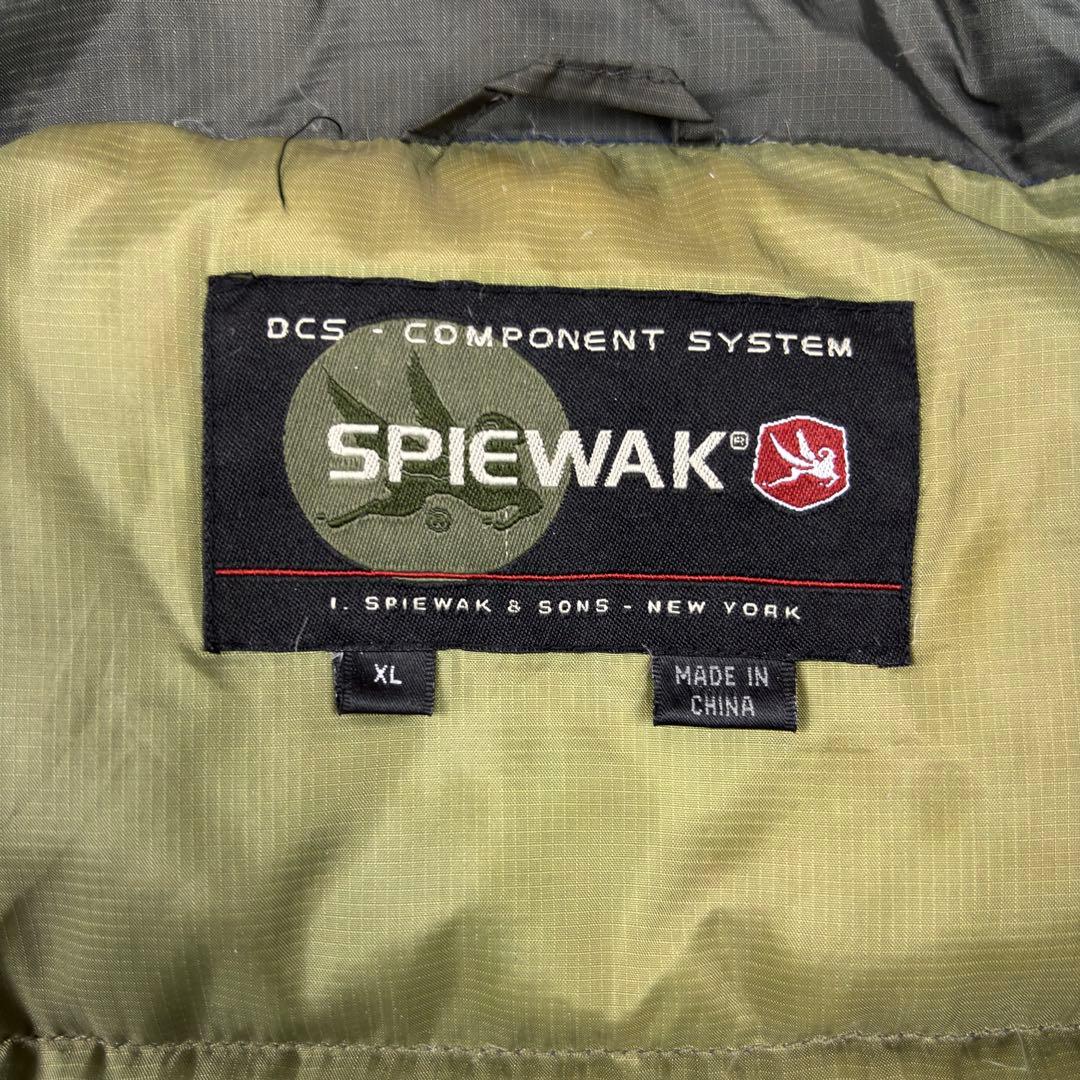 DCS - COMPONENT SYSTEM
SPIEWAK®
®
I. SPIEWAK & SONS - NEW YORK
XL
MADE IN
CHINA